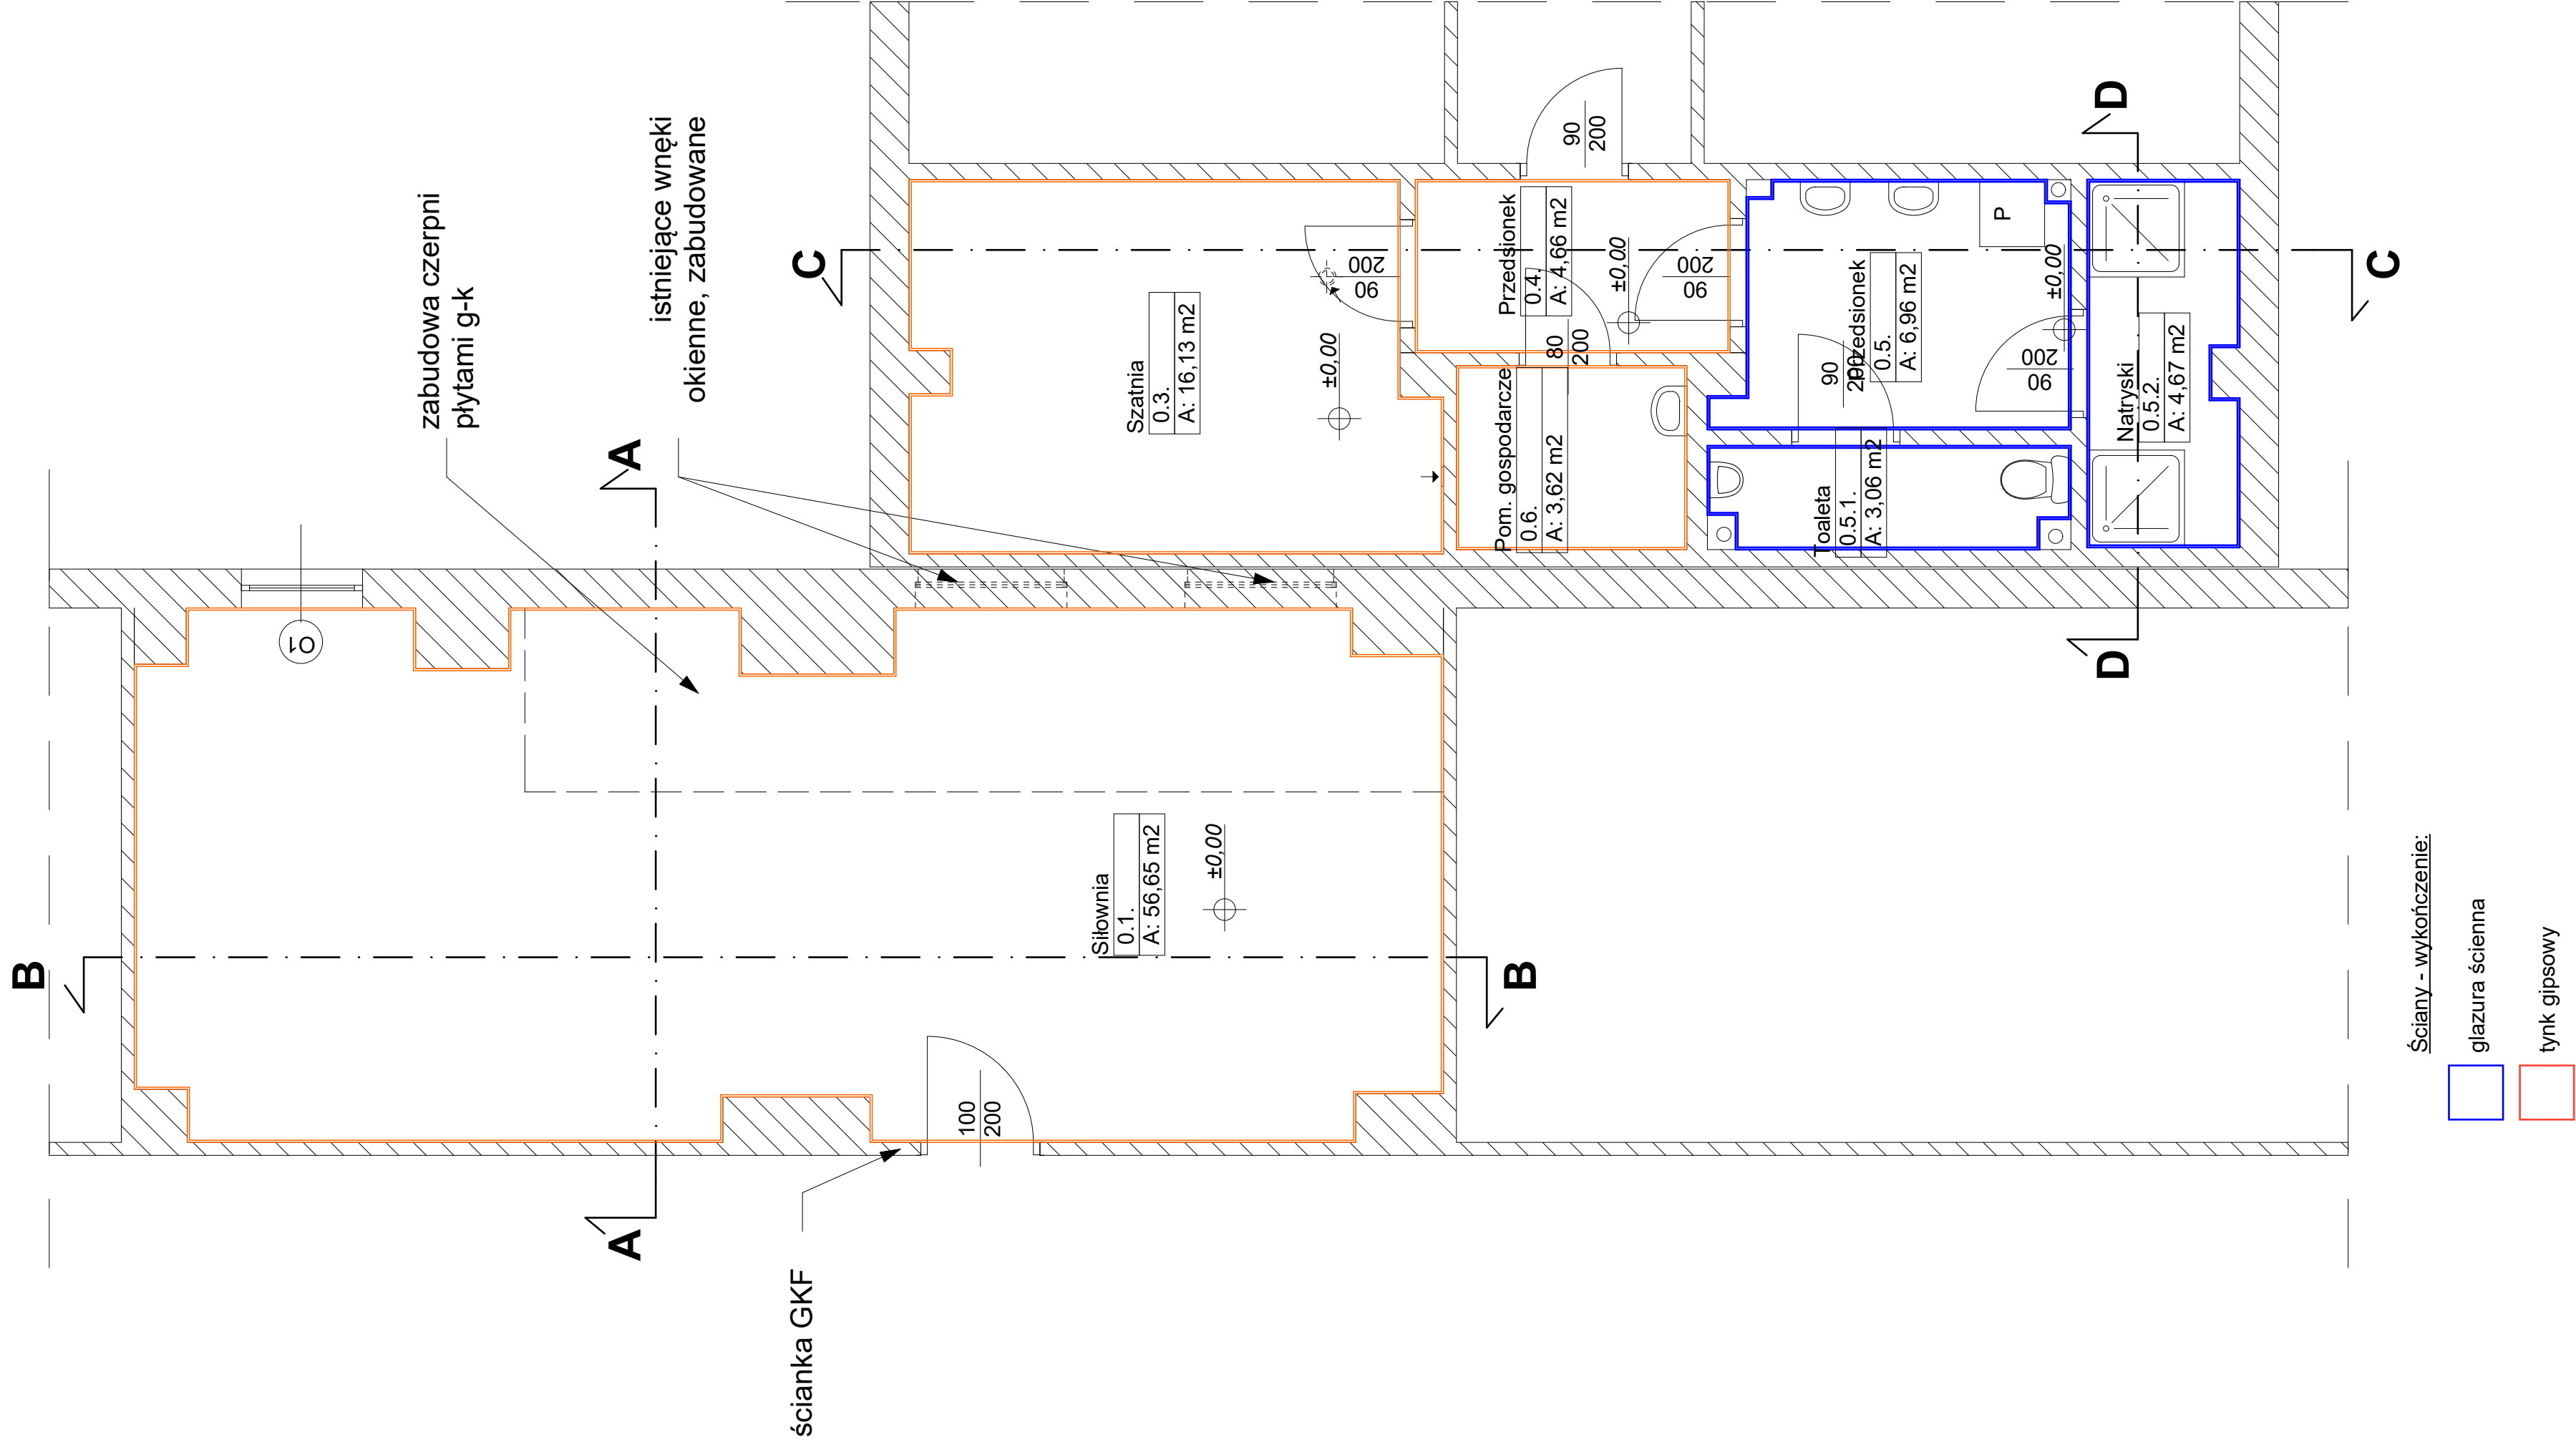 zabudowa czerpni
płytami g-k
istniejące wnęki
okienne, zabudowane
ścianka GKF
A
A
B
B
C
C
D
D
O1
Siłownia
0.1.
A: 56,65 m2
±0,00
100
200
Szatnia
0.3.
A: 16,13 m2
±0,00
90
200
Przedsionek
0.4.
A: 4,66 m2
±0,00
90
200
90
200
80
200
Pom. gospodarcze
0.6.
A: 3,62 m2
przedsionek
0.5.
A: 6,96 m2
±0,00
P
90
200
90
200
Toaleta
0.5.1.
A: 3,06 m2
Natryski
0.5.2.
A: 4,67 m2
Ściany - wykończenie:
glazura ścienna
tynk gipsowy